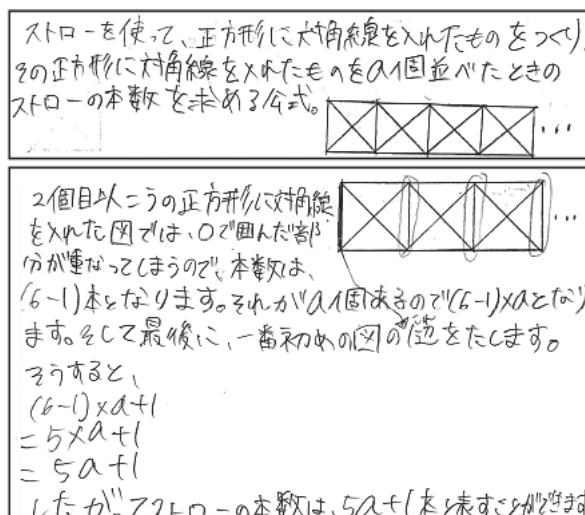 ストローを使って、正方形に対角線を入れたものをつくり、
その正方形に対角線を入れたものをa個並べたときの
ストローの本数を求める公式。
...
2個目以こうの正方形に対角線
を入れた図では、○で囲んだ部
分が重なってしまうので、本数は、
(6-1)本となります。それがa個あるので(6-1)×aとなり
ます。そして最後に、一番初めの図の辺をたします。
そうすると、
(6-1)×a+1
=5×a+1
=5a+1
したがってストローの本数は、5a+1本と表すことができます